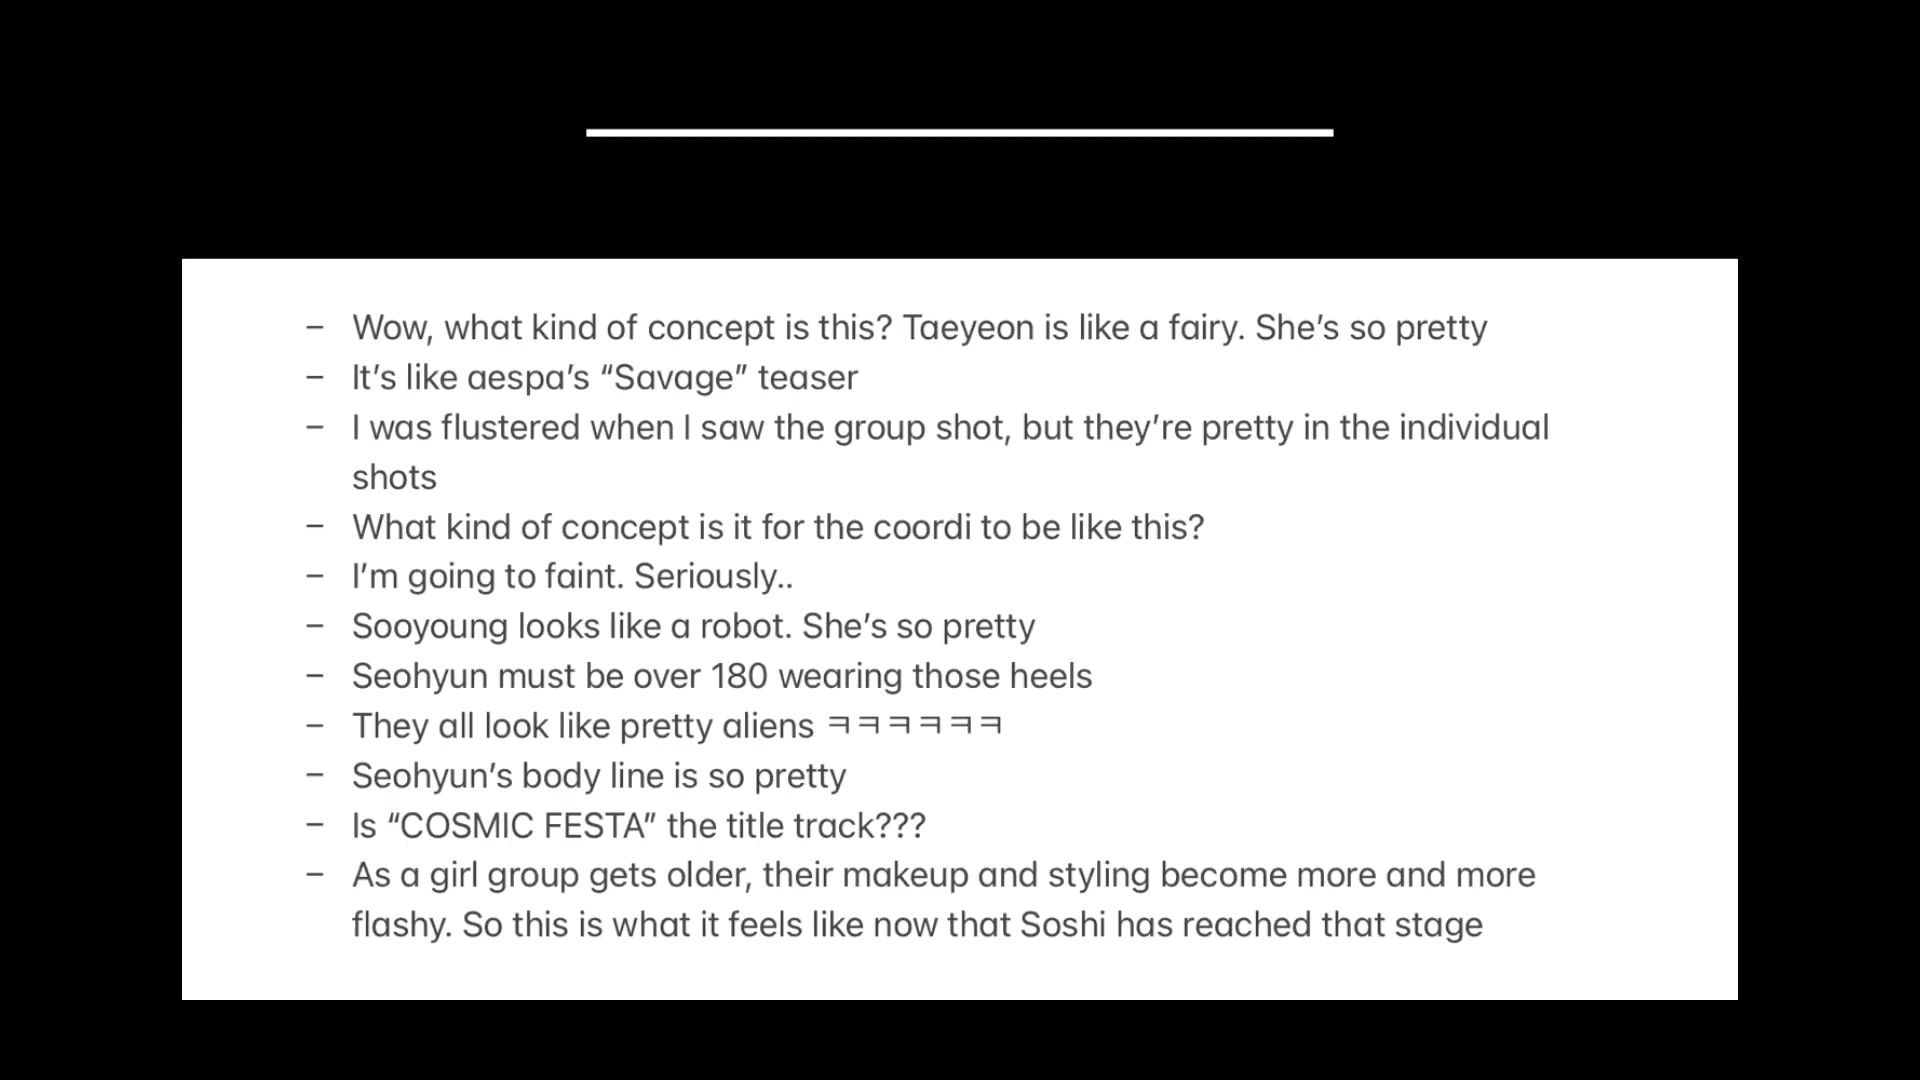 – Wow, what kind of concept is this? Taeyeon is like a fairy. She’s so pretty
– It’s like aespa’s “Savage” teaser
– I was flustered when I saw the group shot, but they’re pretty in the individual
shots
– What kind of concept is it for the coordi to be like this?
– I’m going to faint. Seriously..
– Sooyoung looks like a robot. She’s so pretty
– Seohyun must be over 180 wearing those heels
– They all look like pretty aliens ㅋㅋㅋㅋㅋㅋ
– Seohyun’s body line is so pretty
– Is “COSMIC FESTA” the title track???
– As a girl group gets older, their makeup and styling become more and more
flashy. So this is what it feels like now that Soshi has reached that stage